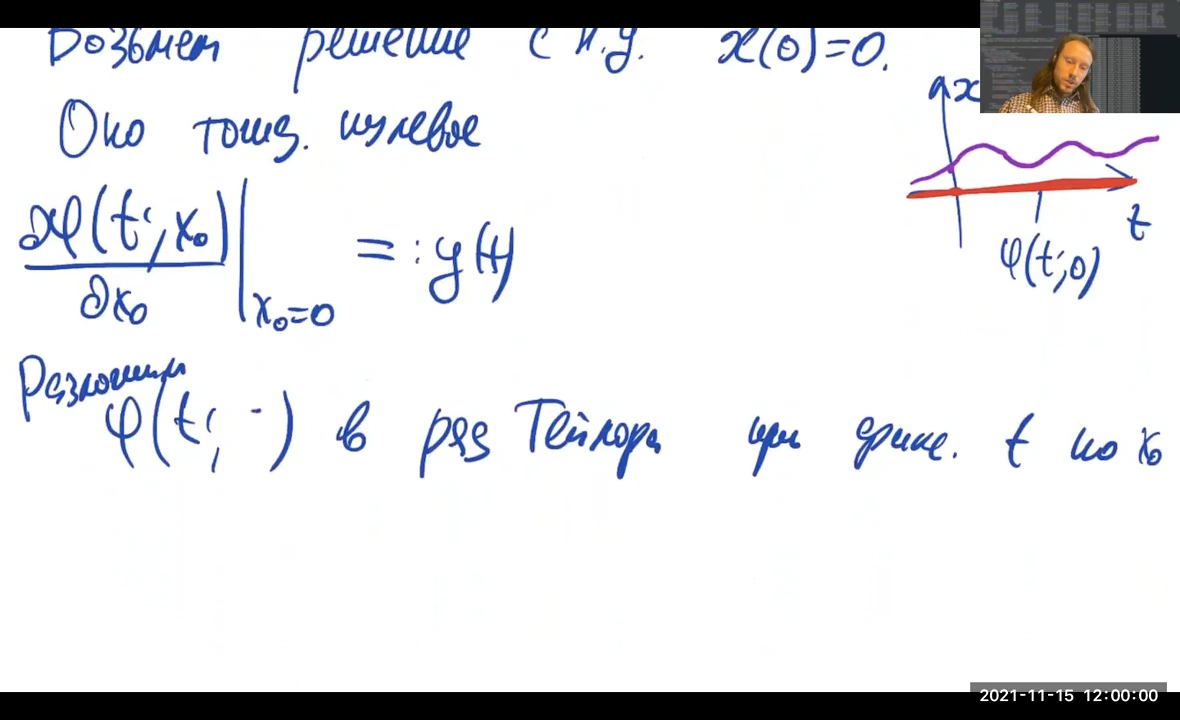 Возьмем решение с н.у. x(0)=0.
Оно тожд. нулевое
x
t
φ(t;0)
∂φ(t;x₀)/∂x₀ |x₀=0 =: y(t)
Разложим
φ(t; ·) в ряд Тейлора при фикс. t по x₀
2021-11-15 12:00:00